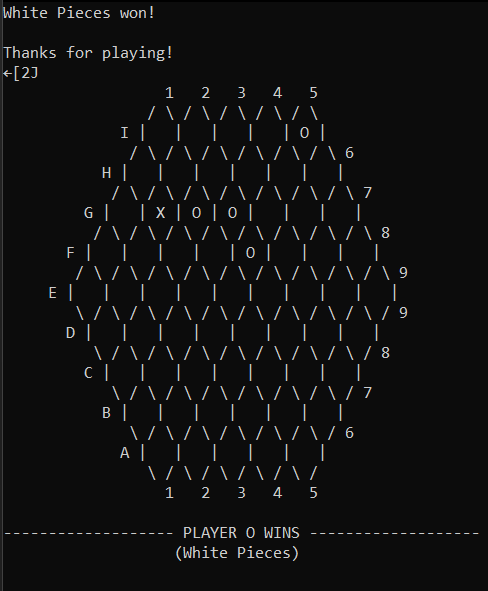 White Pieces won!

Thanks for playing!
←[2J
                  1   2   3   4   5
                / \ / \ / \ / \ / \
             I |   |   |   |   | O |
              / \ / \ / \ / \ / \ / \ 6
           H |   |   |   |   |   |   |
            / \ / \ / \ / \ / \ / \ / \ 7
         G |   | X | O | O |   |   |   |
          / \ / \ / \ / \ / \ / \ / \ / \ 8
       F |   |   |   |   | O |   |   |   |
        / \ / \ / \ / \ / \ / \ / \ / \ / \ 9
     E |   |   |   |   |   |   |   |   |   |
        \ / \ / \ / \ / \ / \ / \ / \ / \ / 9
       D |   |   |   |   |   |   |   |   |
          \ / \ / \ / \ / \ / \ / \ / \ / 8
         C |   |   |   |   |   |   |   |
            \ / \ / \ / \ / \ / \ / \ / 7
           B |   |   |   |   |   |   |
              \ / \ / \ / \ / \ / \ / 6
             A |   |   |   |   |   |
                \ / \ / \ / \ / \ /
                  1   2   3   4   5

------------------- PLAYER O WINS -------------------
                   (White Pieces)